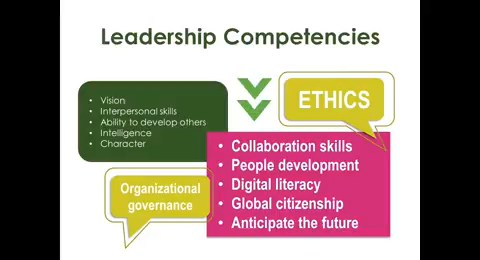 Leadership Competencies
• Vision
• Interpersonal skills
• Ability to develop others
• Intelligence
• Character
ETHICS
• Collaboration skills
• People development
• Digital literacy
• Global citizenship
• Anticipate the future
Organizational
governance